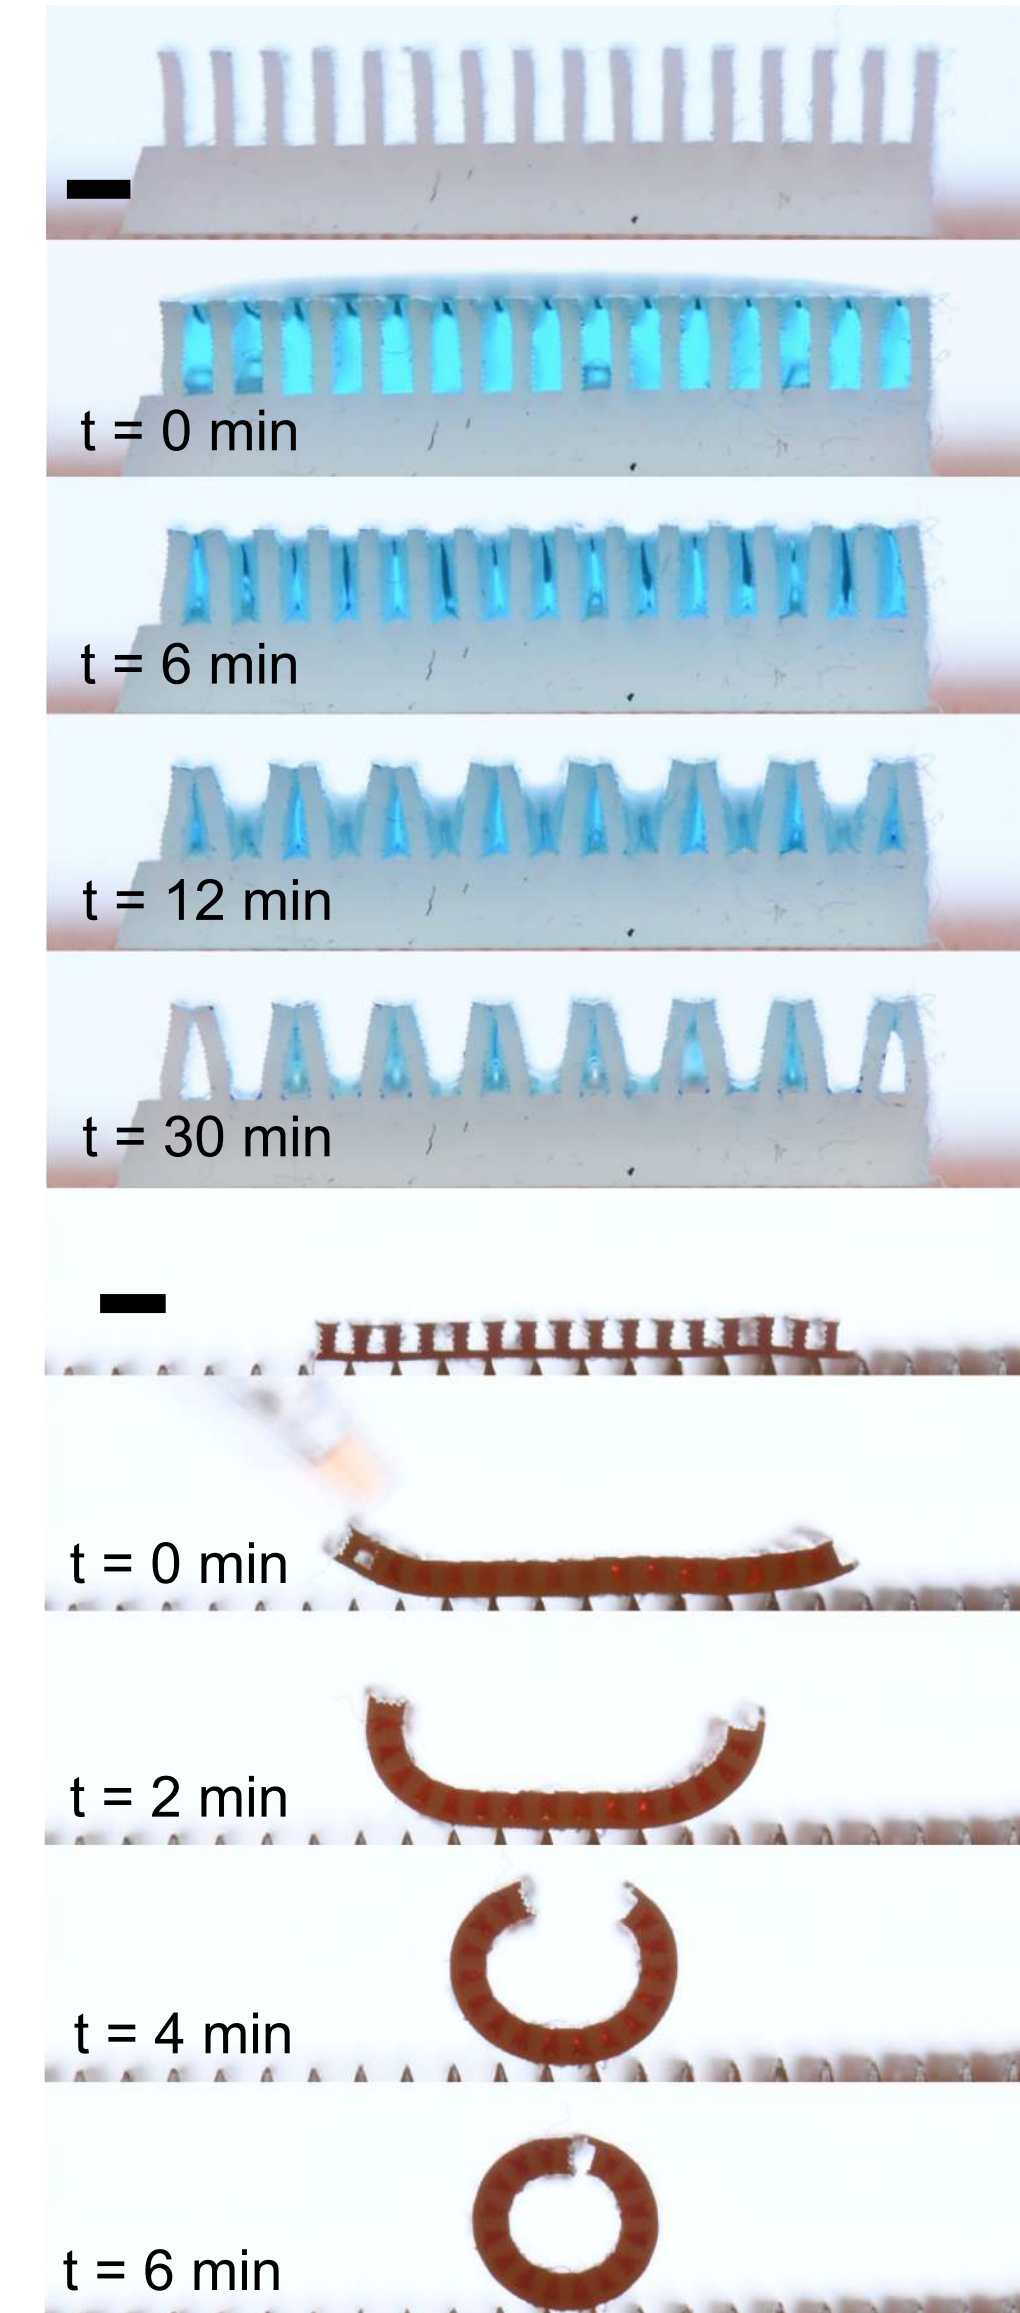 t = 0 min
t = 6 min
t = 12 min
t = 30 min
t = 0 min
t = 2 min
t = 4 min
t = 6 min